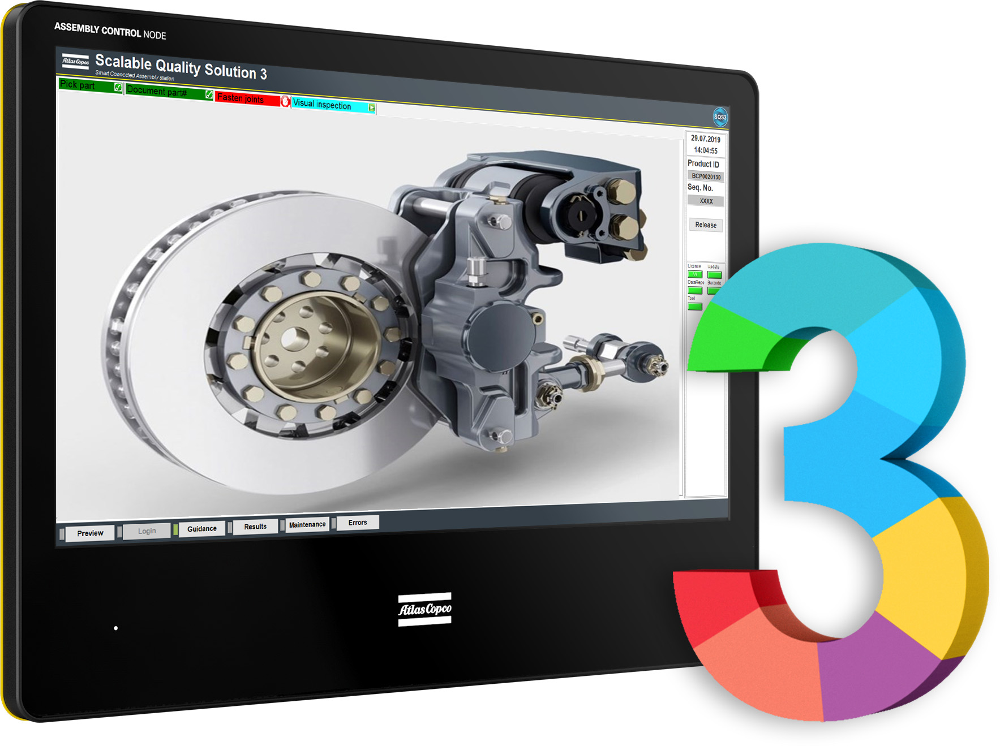 ASSEMBLY CONTROL NODE
Atlas Copco
Scalable Quality Solution 3
Smart Connected Assembly station
Pick part
Document part#
Fasten joints
Visual inspection
SQS3
29.07.2019
14:04:55
Product ID
BCP0020130
Seq. No.
XXXX
Release
License Update
DataRepo Barcode
Tool
Preview
Login
Guidance
Results
Maintenance
Errors
Atlas Copco
3